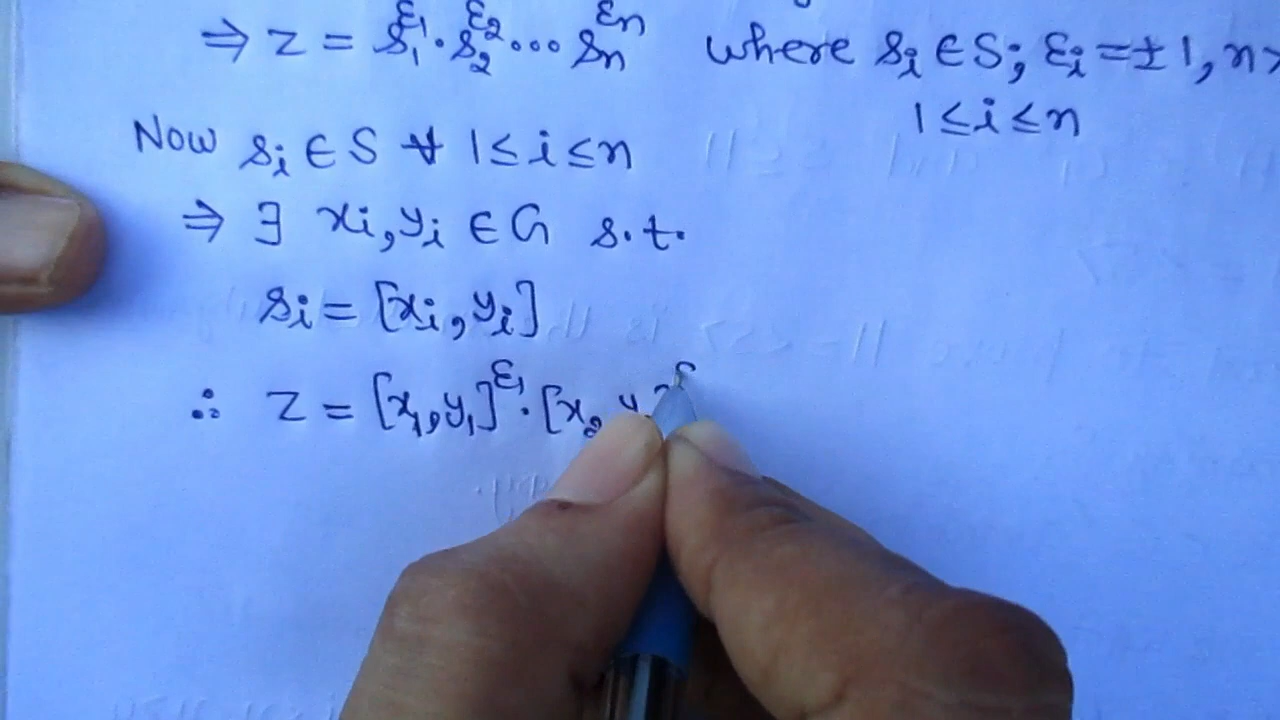 ⇒ z = s₁^ε₁ · s₂^ε₂ ... sₙ^εₙ where sᵢ ∈ S; εᵢ = ±1, n>
1 ≤ i ≤ n
Now sᵢ ∈ S ∀ 1 ≤ i ≤ n
⇒ ∃ xᵢ, yᵢ ∈ G s.t.
sᵢ = [xᵢ, yᵢ]
∴ z = [x₁, y₁]^ε₁ · [x₂ y